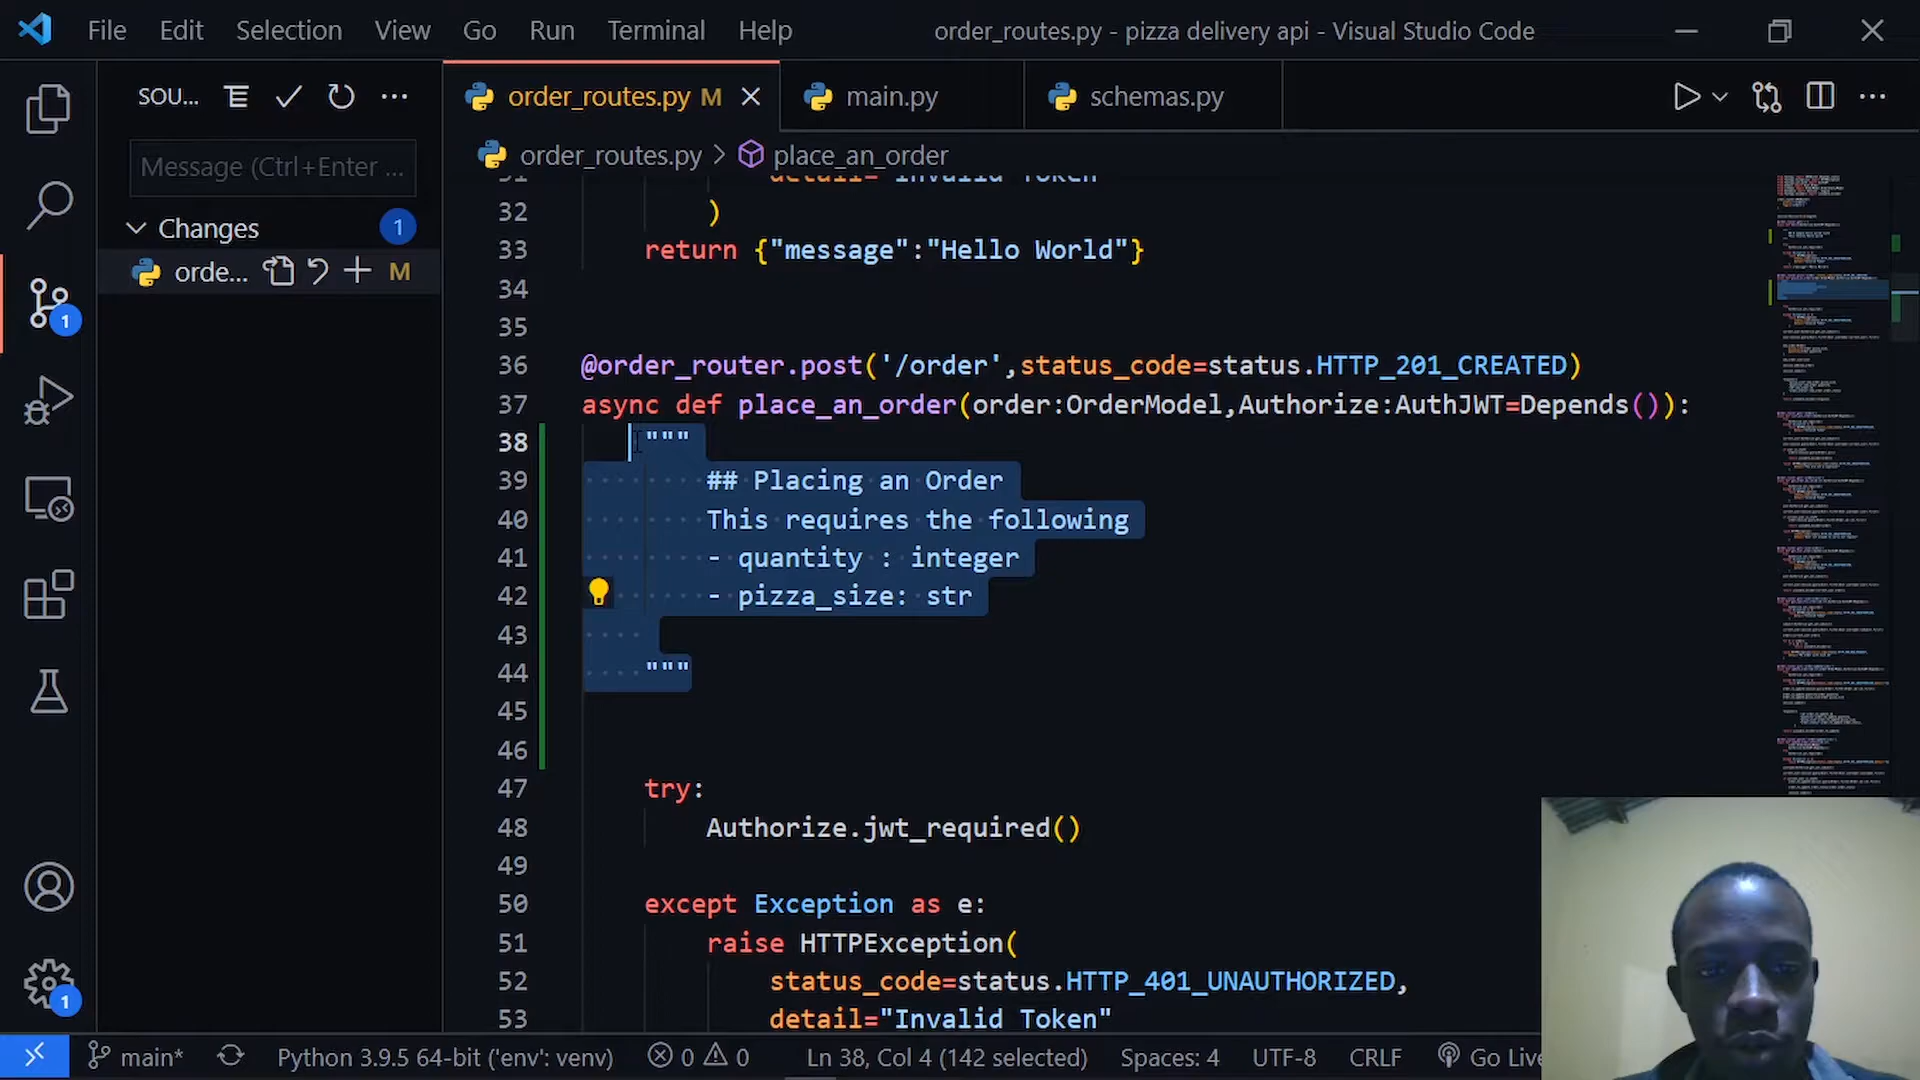 File Edit Selection View Go Run Terminal Help order_routes.py - pizza delivery api - Visual Studio Code
SOU...
order_routes.py M
main.py
schemas.py
Message (Ctrl+Enter ...
order_routes.py > place_an_order
Changes 1
orde... M
31 detail="Invalid Token"
32 )
33 return {"message":"Hello World"}
34
35
36 @order_router.post('/order',status_code=status.HTTP_201_CREATED)
37 async def place_an_order(order:OrderModel,Authorize:AuthJWT=Depends()):
38 """
39 ## Placing an Order
40 This requires the following
41 - quantity : integer
42 - pizza_size: str
43
44 """
45
46
47 try:
48 Authorize.jwt_required()
49
50 except Exception as e:
51 raise HTTPException(
52 status_code=status.HTTP_401_UNAUTHORIZED,
53 detail="Invalid Token"
1
1
main* Python 3.9.5 64-bit ('env': venv) 0 0 Ln 38, Col 4 (142 selected) Spaces: 4 UTF-8 CRLF Go Live